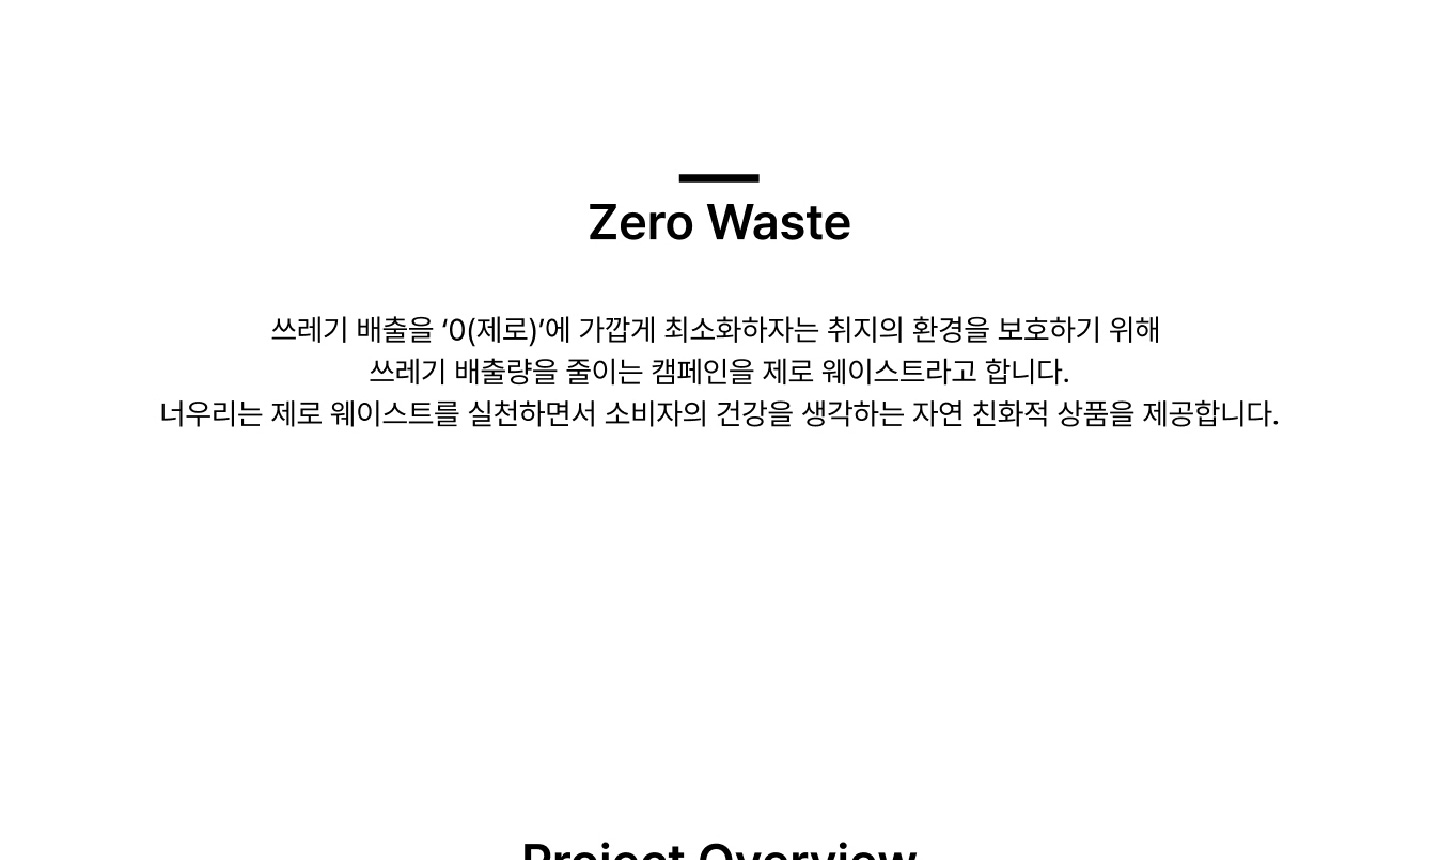 Zero Waste
쓰레기 배출을 ‘0(제로)’에 가깝게 최소화하자는 취지의 환경을 보호하기 위해
쓰레기 배출량을 줄이는 캠페인을 제로 웨이스트라고 합니다.
너우리는 제로 웨이스트를 실천하면서 소비자의 건강을 생각하는 자연 친화적 상품을 제공합니다.
Project Overview